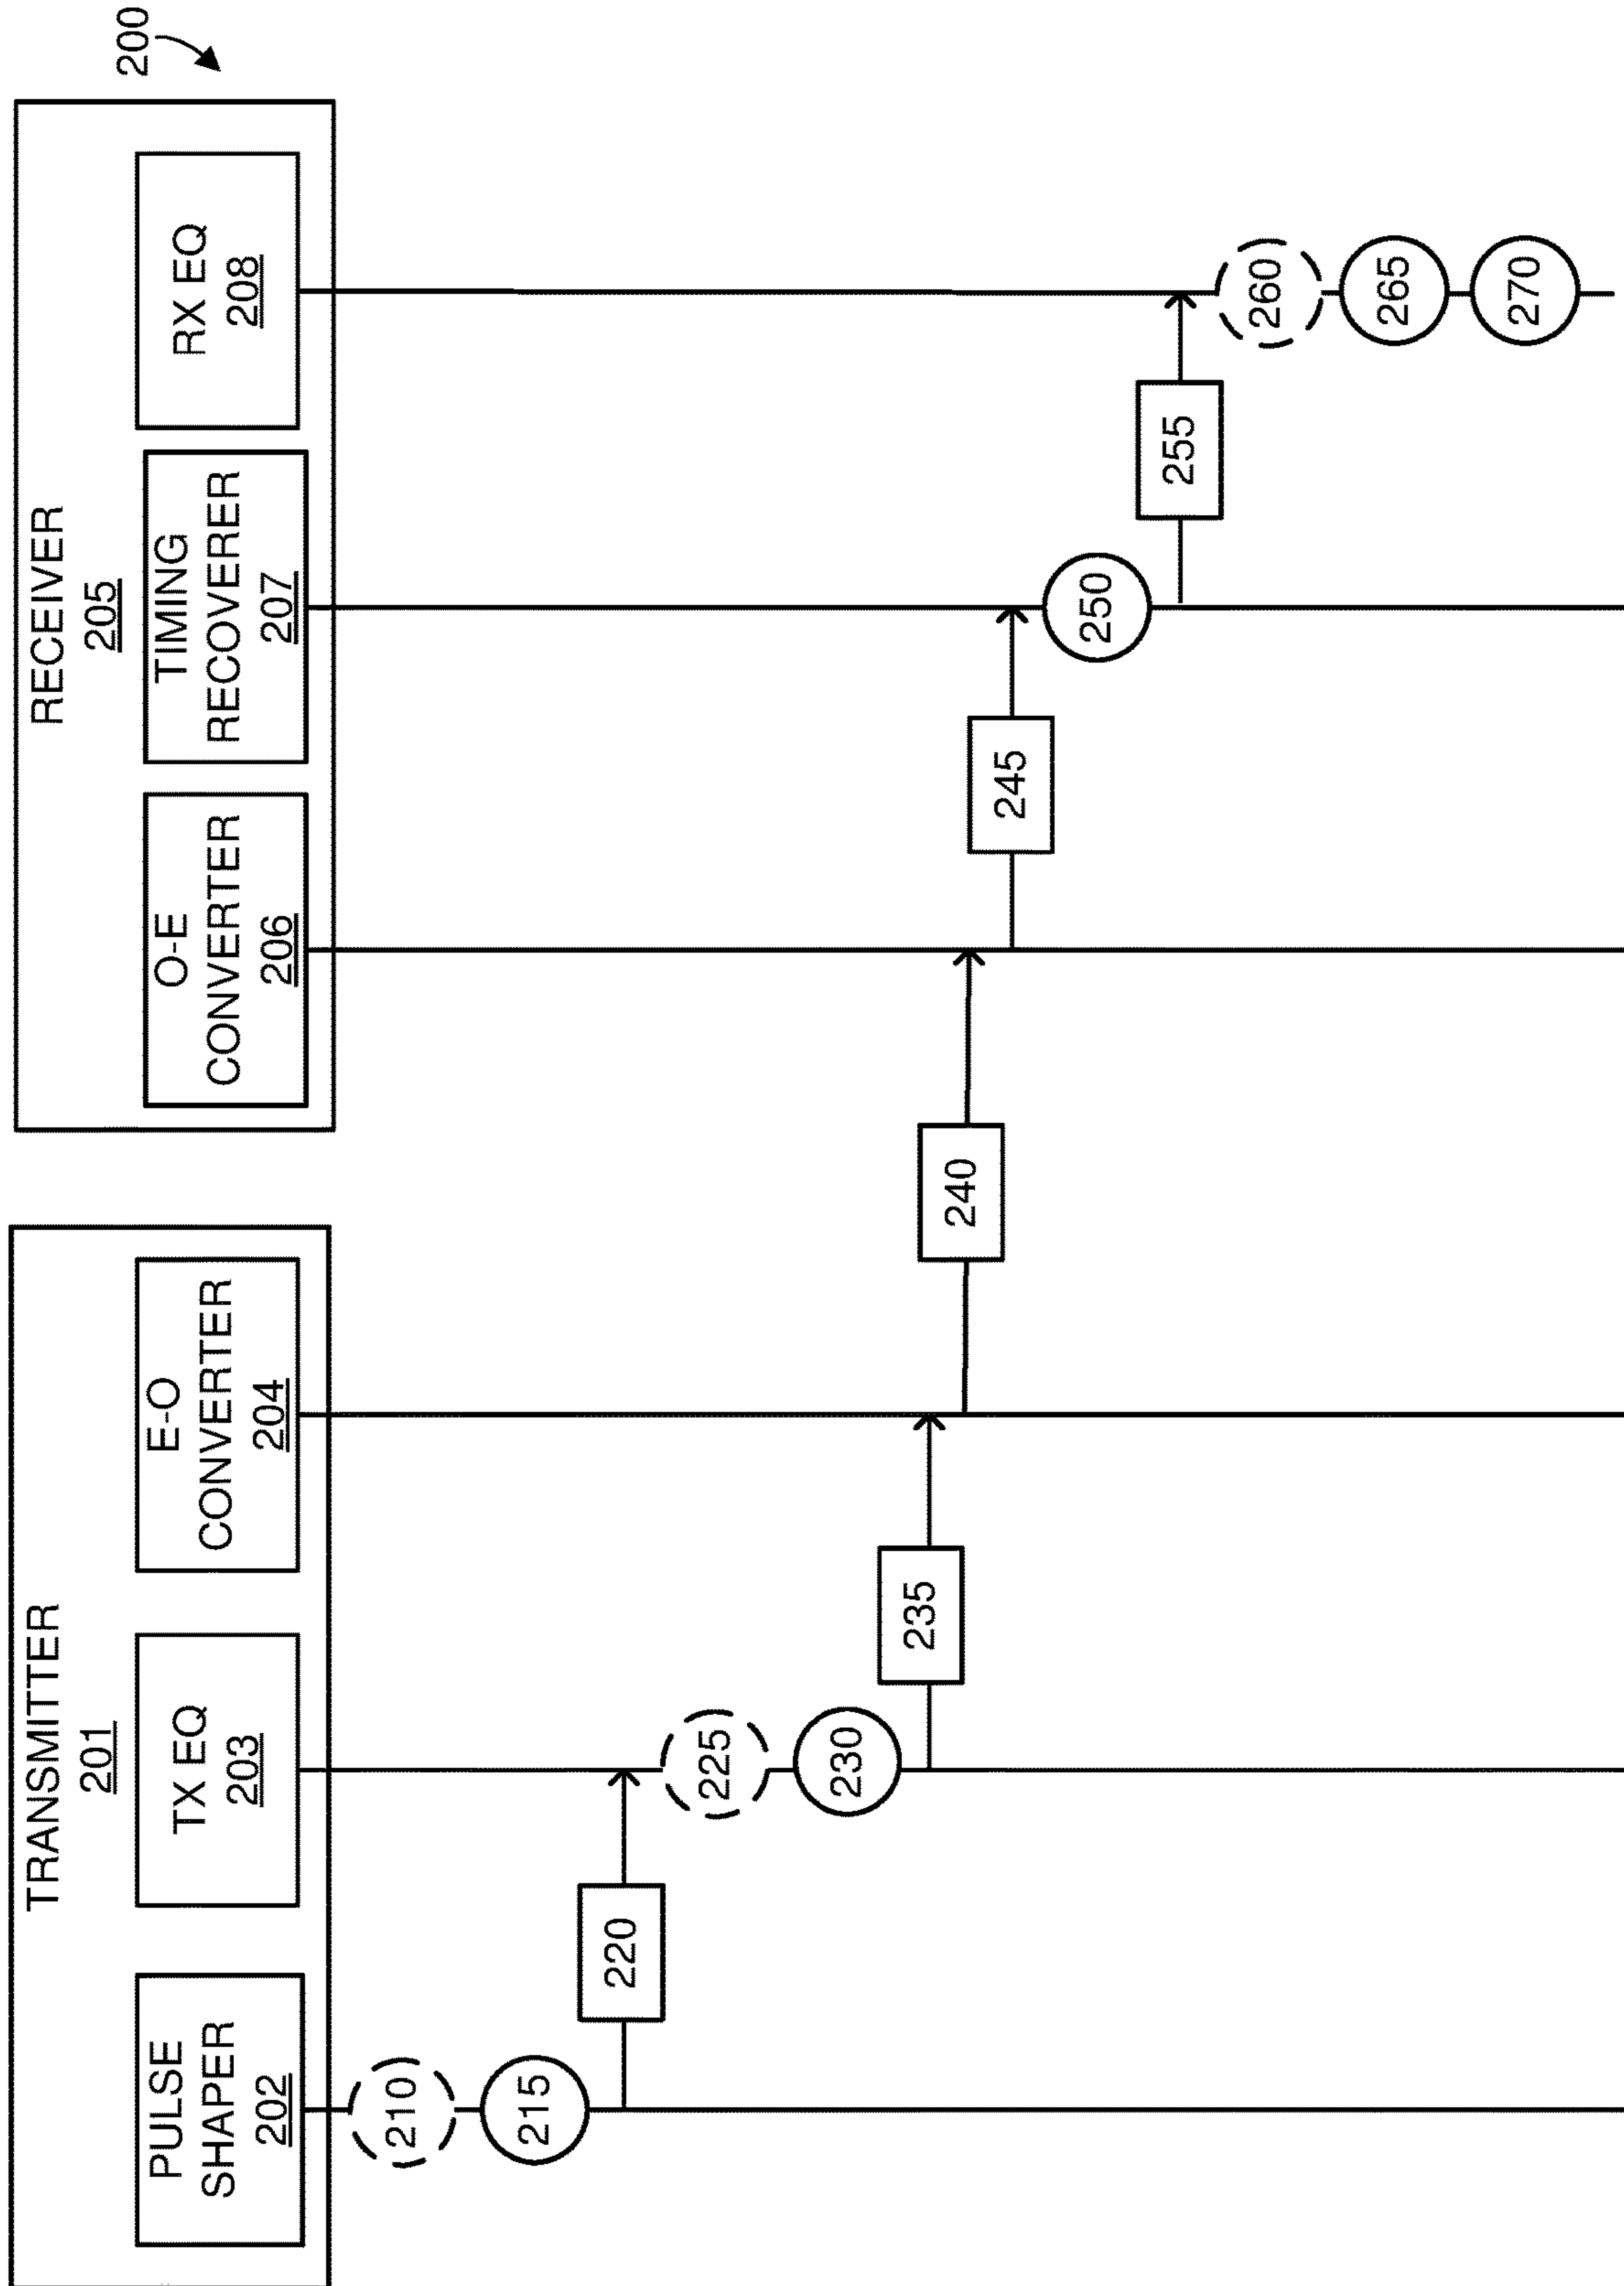 200
TRANSMITTER
201
PULSE
SHAPER
202
TX EQ
203
E-O
CONVERTER
204
RECEIVER
205
O-E
CONVERTER
206
TIMING
RECOVERER
207
RX EQ
208
210
215
220
225
230
235
240
245
250
255
260
265
270